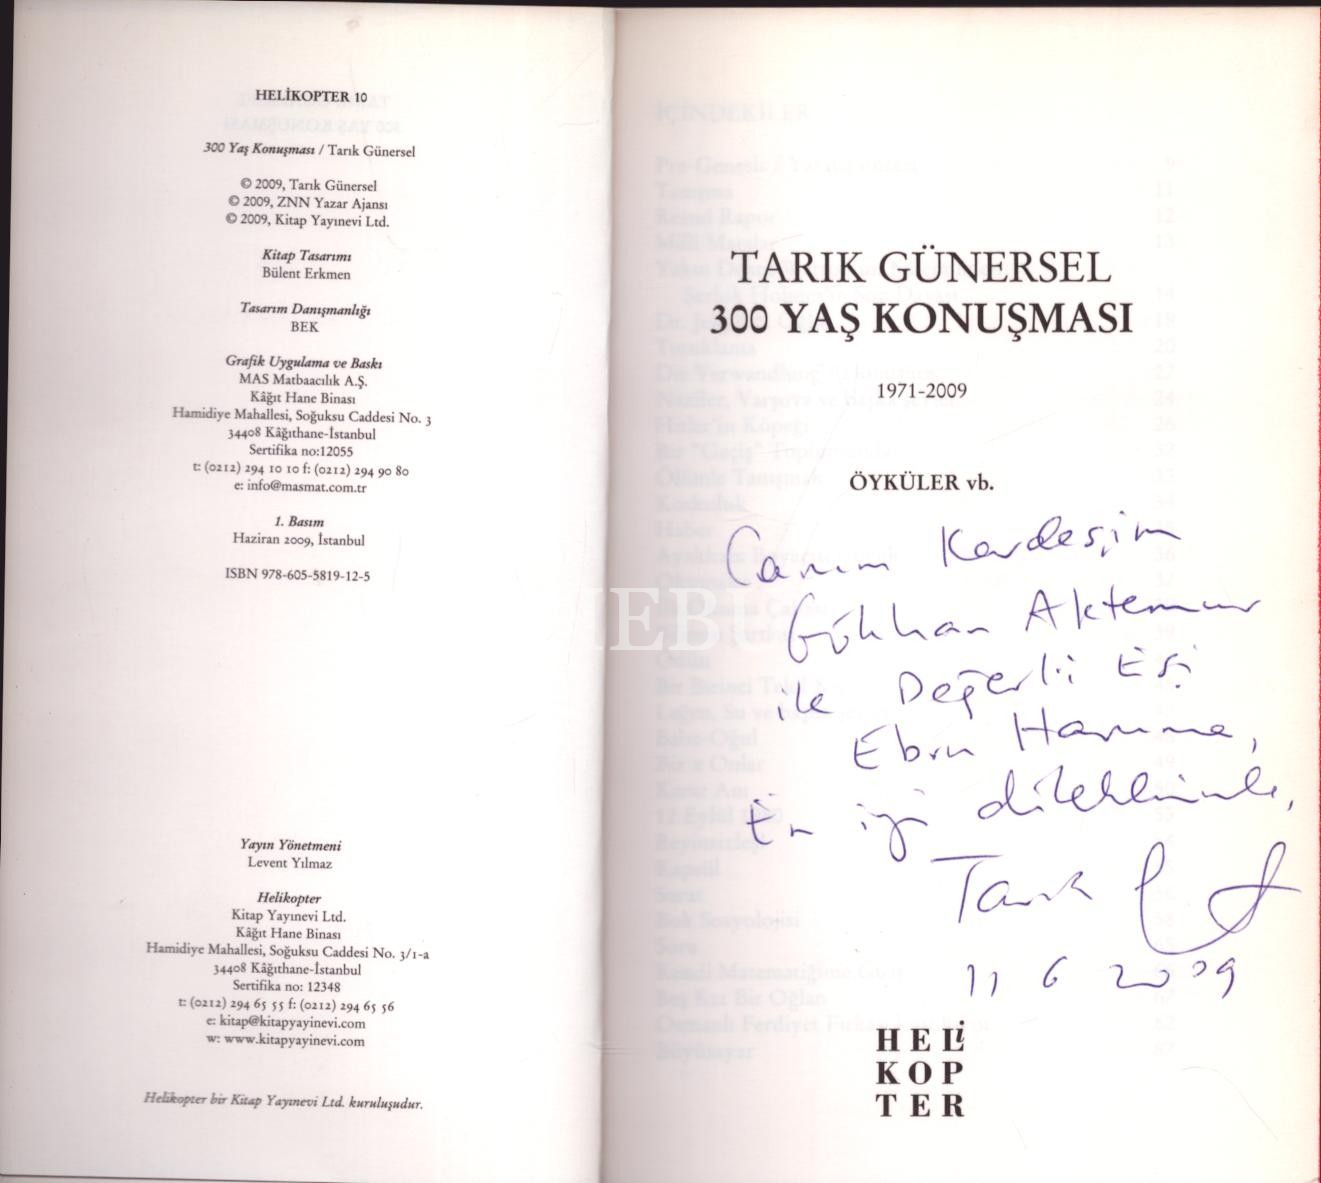 HELİKOPTER 10
300 Yaş Konuşması / Tarık Günersel
© 2009, Tarık Günersel
© 2009, ZNN Yazar Ajansı
© 2009, Kitap Yayınevi Ltd.
Kitap Tasarımı
Bülent Erkmen
Tasarım Danışmanlığı
BEK
Grafik Uygulama ve Baskı
MAS Matbaacılık A.Ş.
Kâğıt Hane Binası
Hamidiye Mahallesi, Soğuksu Caddesi No. 3
34408 Kâğıthane-İstanbul
Sertifika no:12055
t: (0212) 294 10 10 f: (0212) 294 90 80
e: info@masmat.com.tr
1. Basım
Haziran 2009, İstanbul
ISBN 978-605-5819-12-5
Yayın Yönetmeni
Levent Yılmaz
Helikopter
Kitap Yayınevi Ltd.
Kâğıt Hane Binası
Hamidiye Mahallesi, Soğuksu Caddesi No. 3/1-a
34408 Kâğıthane-İstanbul
Sertifika no: 12348
t: (0212) 294 65 55 f: (0212) 294 65 56
e: kitap@kitapyayinevi.com
w: www.kitapyayinevi.com
Helikopter bir Kitap Yayınevi Ltd. kuruluşudur.
TARIK GÜNERSEL
300 YAŞ KONUŞMASI
1971-2009
ÖYKÜLER vb.
Canım Kardeşim
Gökhan Aktemur
ile Değerli Eşi
Ebru Hanıma,
En iyi dileklerimle,
Tarık
11 6 2009
HELİ
KOP
TER